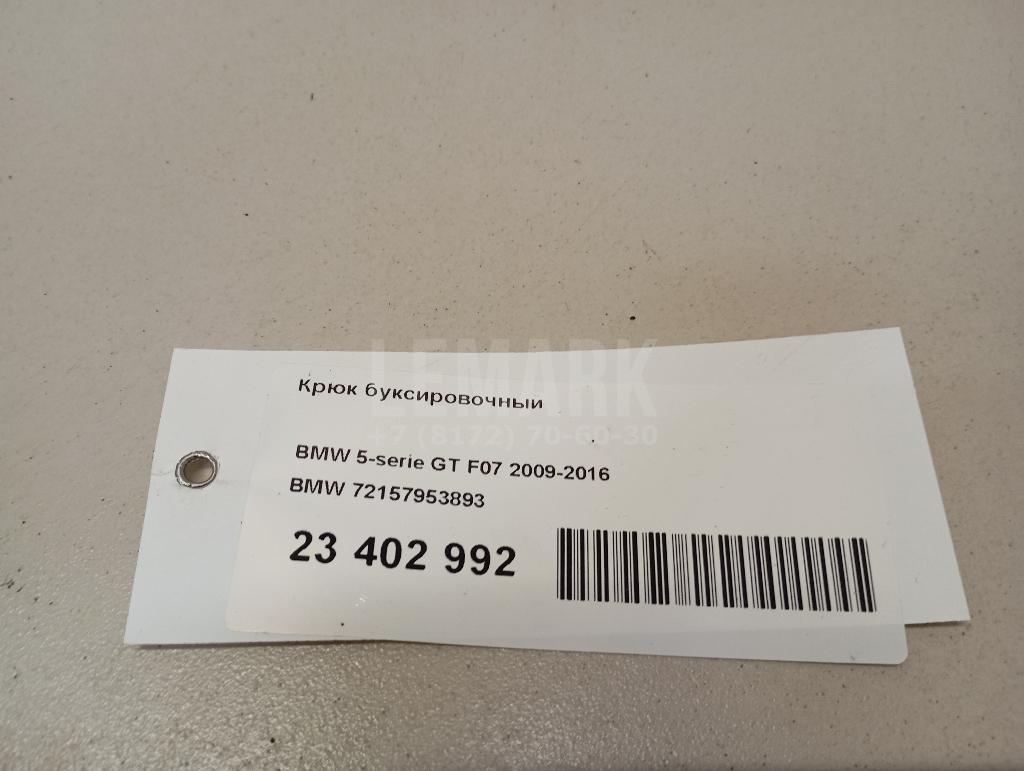 LEMARK
+7 (8172) 70-60-30
Крюк буксировочный
BMW 5-serie GT F07 2009-2016
BMW 72157953893
23 402 992